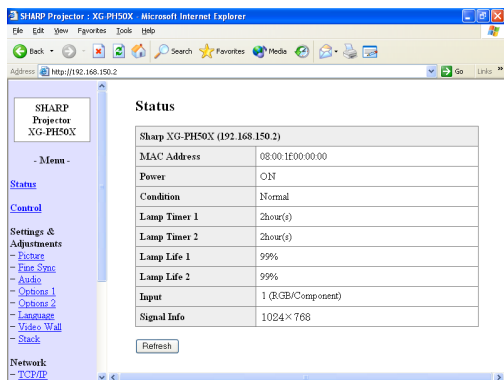 SHARP Projector : XG-PH50X - Microsoft Internet Explorer
File Edit View Favorites Tools Help
Back Search Favorites Media
Address http://192.168.150.2 Go Links »
SHARP
Projector
XG-PH50X
- Menu -
Status
Control
Settings &
Adjustments
– Picture
– Fine Sync
– Audio
– Options 1
– Options 2
– Language
– Video Wall
– Stack
Network
– TCP/IP
Status
Sharp XG-PH50X (192.168.150.2)
MAC Address 08:00:1f:00:00:00
Power ON
Condition Normal
Lamp Timer 1 2hour(s)
Lamp Timer 2 2hour(s)
Lamp Life 1 99%
Lamp Life 2 99%
Input 1 (RGB/Component)
Signal Info 1024×768
Refresh